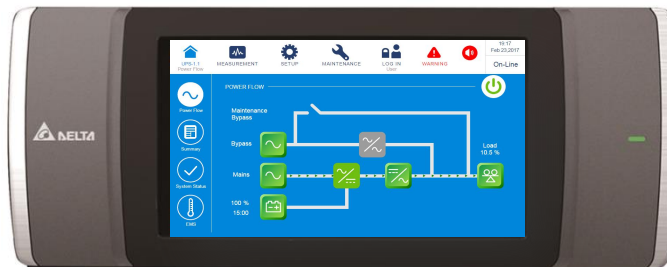 19:17
Feb 23,2017
UPS-1.1
Power Flow
MEASUREMENT
SETUP
MAINTENANCE
LOG IN
User
WARNING
On-Line
POWER FLOW
Power Flow
Maintenance
Bypass
Summary
Bypass
Load
10.5 %
System Status
Mains
100 %
15:00
EMS
DELTA